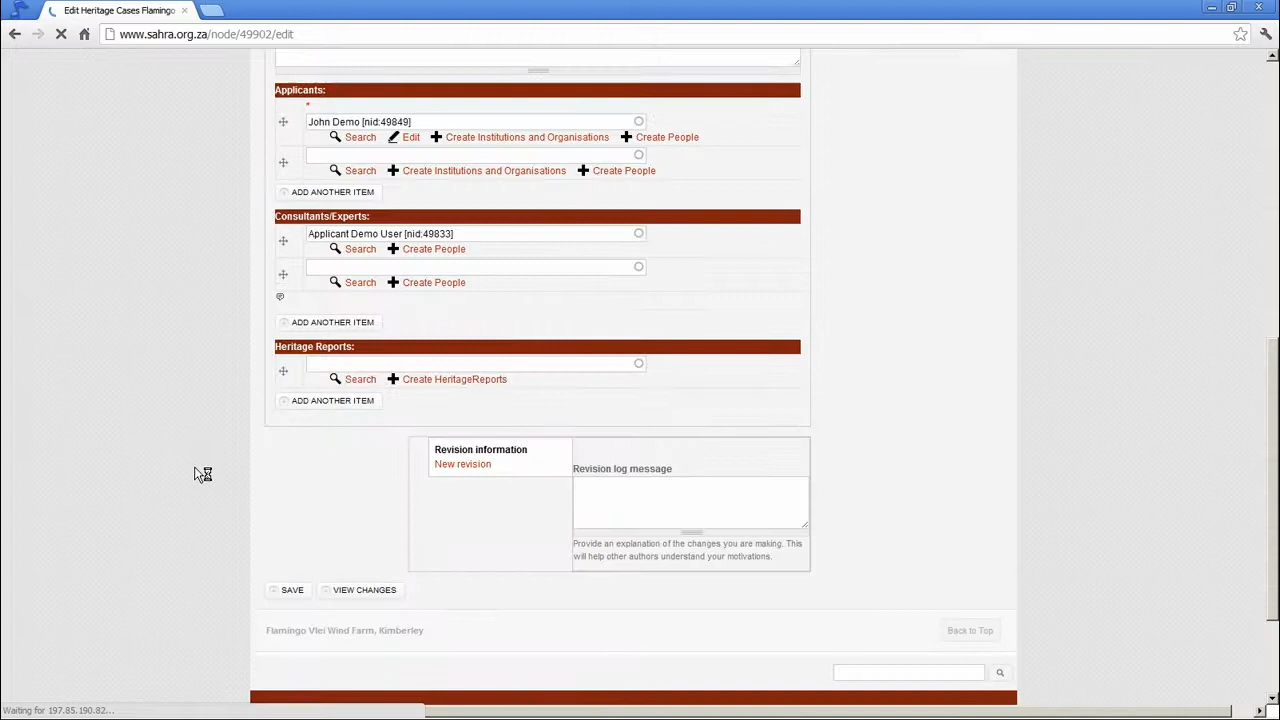 Edit Heritage Cases Flamingo
www.sahra.org.za/node/49902/edit
Applicants:
*
John Demo [nid:49849]
Search Edit Create Institutions and Organisations Create People
Search Create Institutions and Organisations Create People
ADD ANOTHER ITEM
Consultants/Experts:
Applicant Demo User [nid:49833]
Search Create People
Search Create People
ADD ANOTHER ITEM
Heritage Reports:
Search Create HeritageReports
ADD ANOTHER ITEM
Revision information
New revision
Revision log message
Provide an explanation of the changes you are making. This
will help other authors understand your motivations.
SAVE VIEW CHANGES
Flamingo Vlei Wind Farm, Kimberley
Back to Top
Waiting for 197.85.190.82...